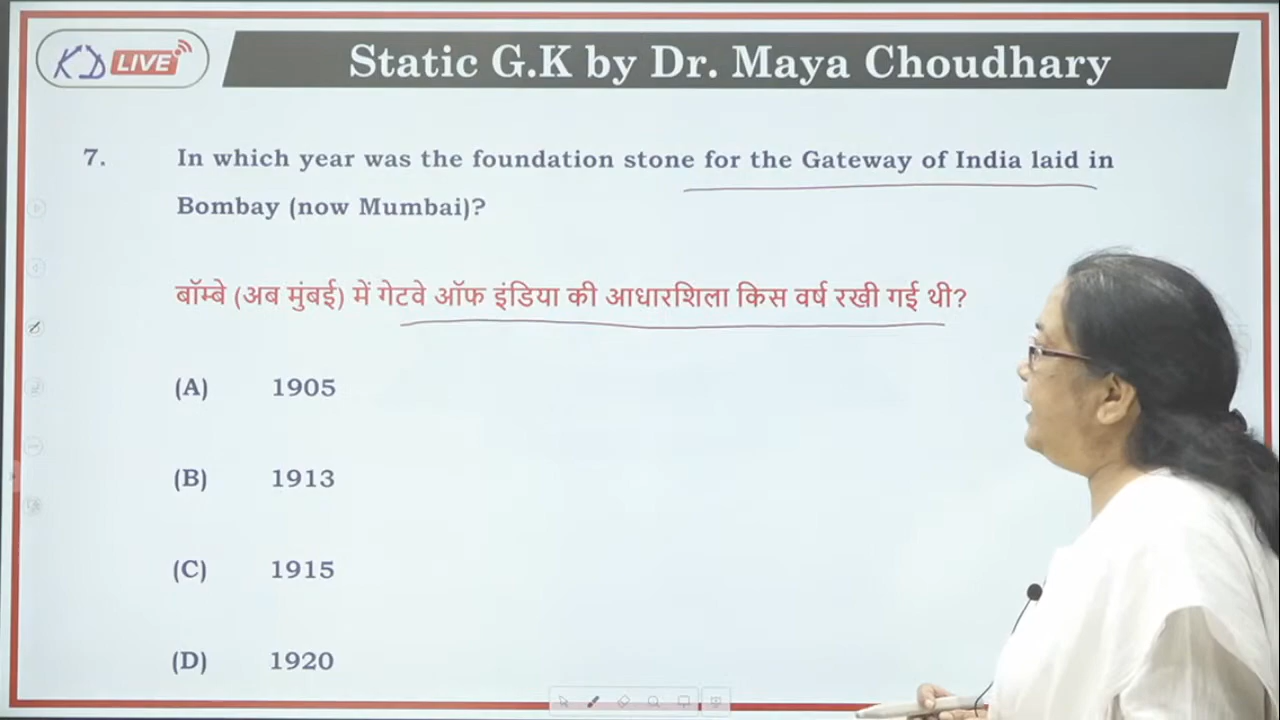 KD LIVE
Static G.K by Dr. Maya Choudhary
7. In which year was the foundation stone for the Gateway of India laid in
Bombay (now Mumbai)?
बॉम्बे (अब मुंबई) में गेटवे ऑफ इंडिया की आधारशिला किस वर्ष रखी गई थी?
(A) 1905
(B) 1913
(C) 1915
(D) 1920